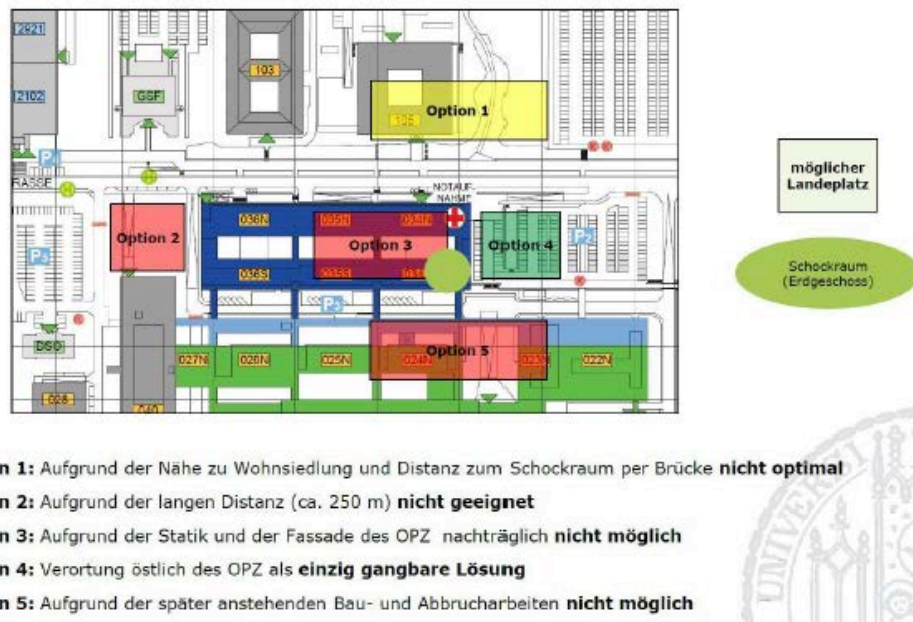 2921
103
GSF
2102
Option 1
P4
RASSE
H
H
K K
NOTAUF-
NAHME
möglicher
Landeplatz
036N
035N
034N
Option 2
Option 3
Option 4
P2
P5
036S
035S
Schockraum
(Erdgeschoss)
K
K
DSO
027N
026N
025N
024N
Option 5
023N
022N
028
040
n 1: Aufgrund der Nähe zu Wohnsiedlung und Distanz zum Schockraum per Brücke nicht optimal
n 2: Aufgrund der langen Distanz (ca. 250 m) nicht geeignet
n 3: Aufgrund der Statik und der Fassade des OPZ nachträglich nicht möglich
n 4: Verortung östlich des OPZ als einzig gangbare Lösung
n 5: Aufgrund der später anstehenden Bau- und Abbrucharbeiten nicht möglich